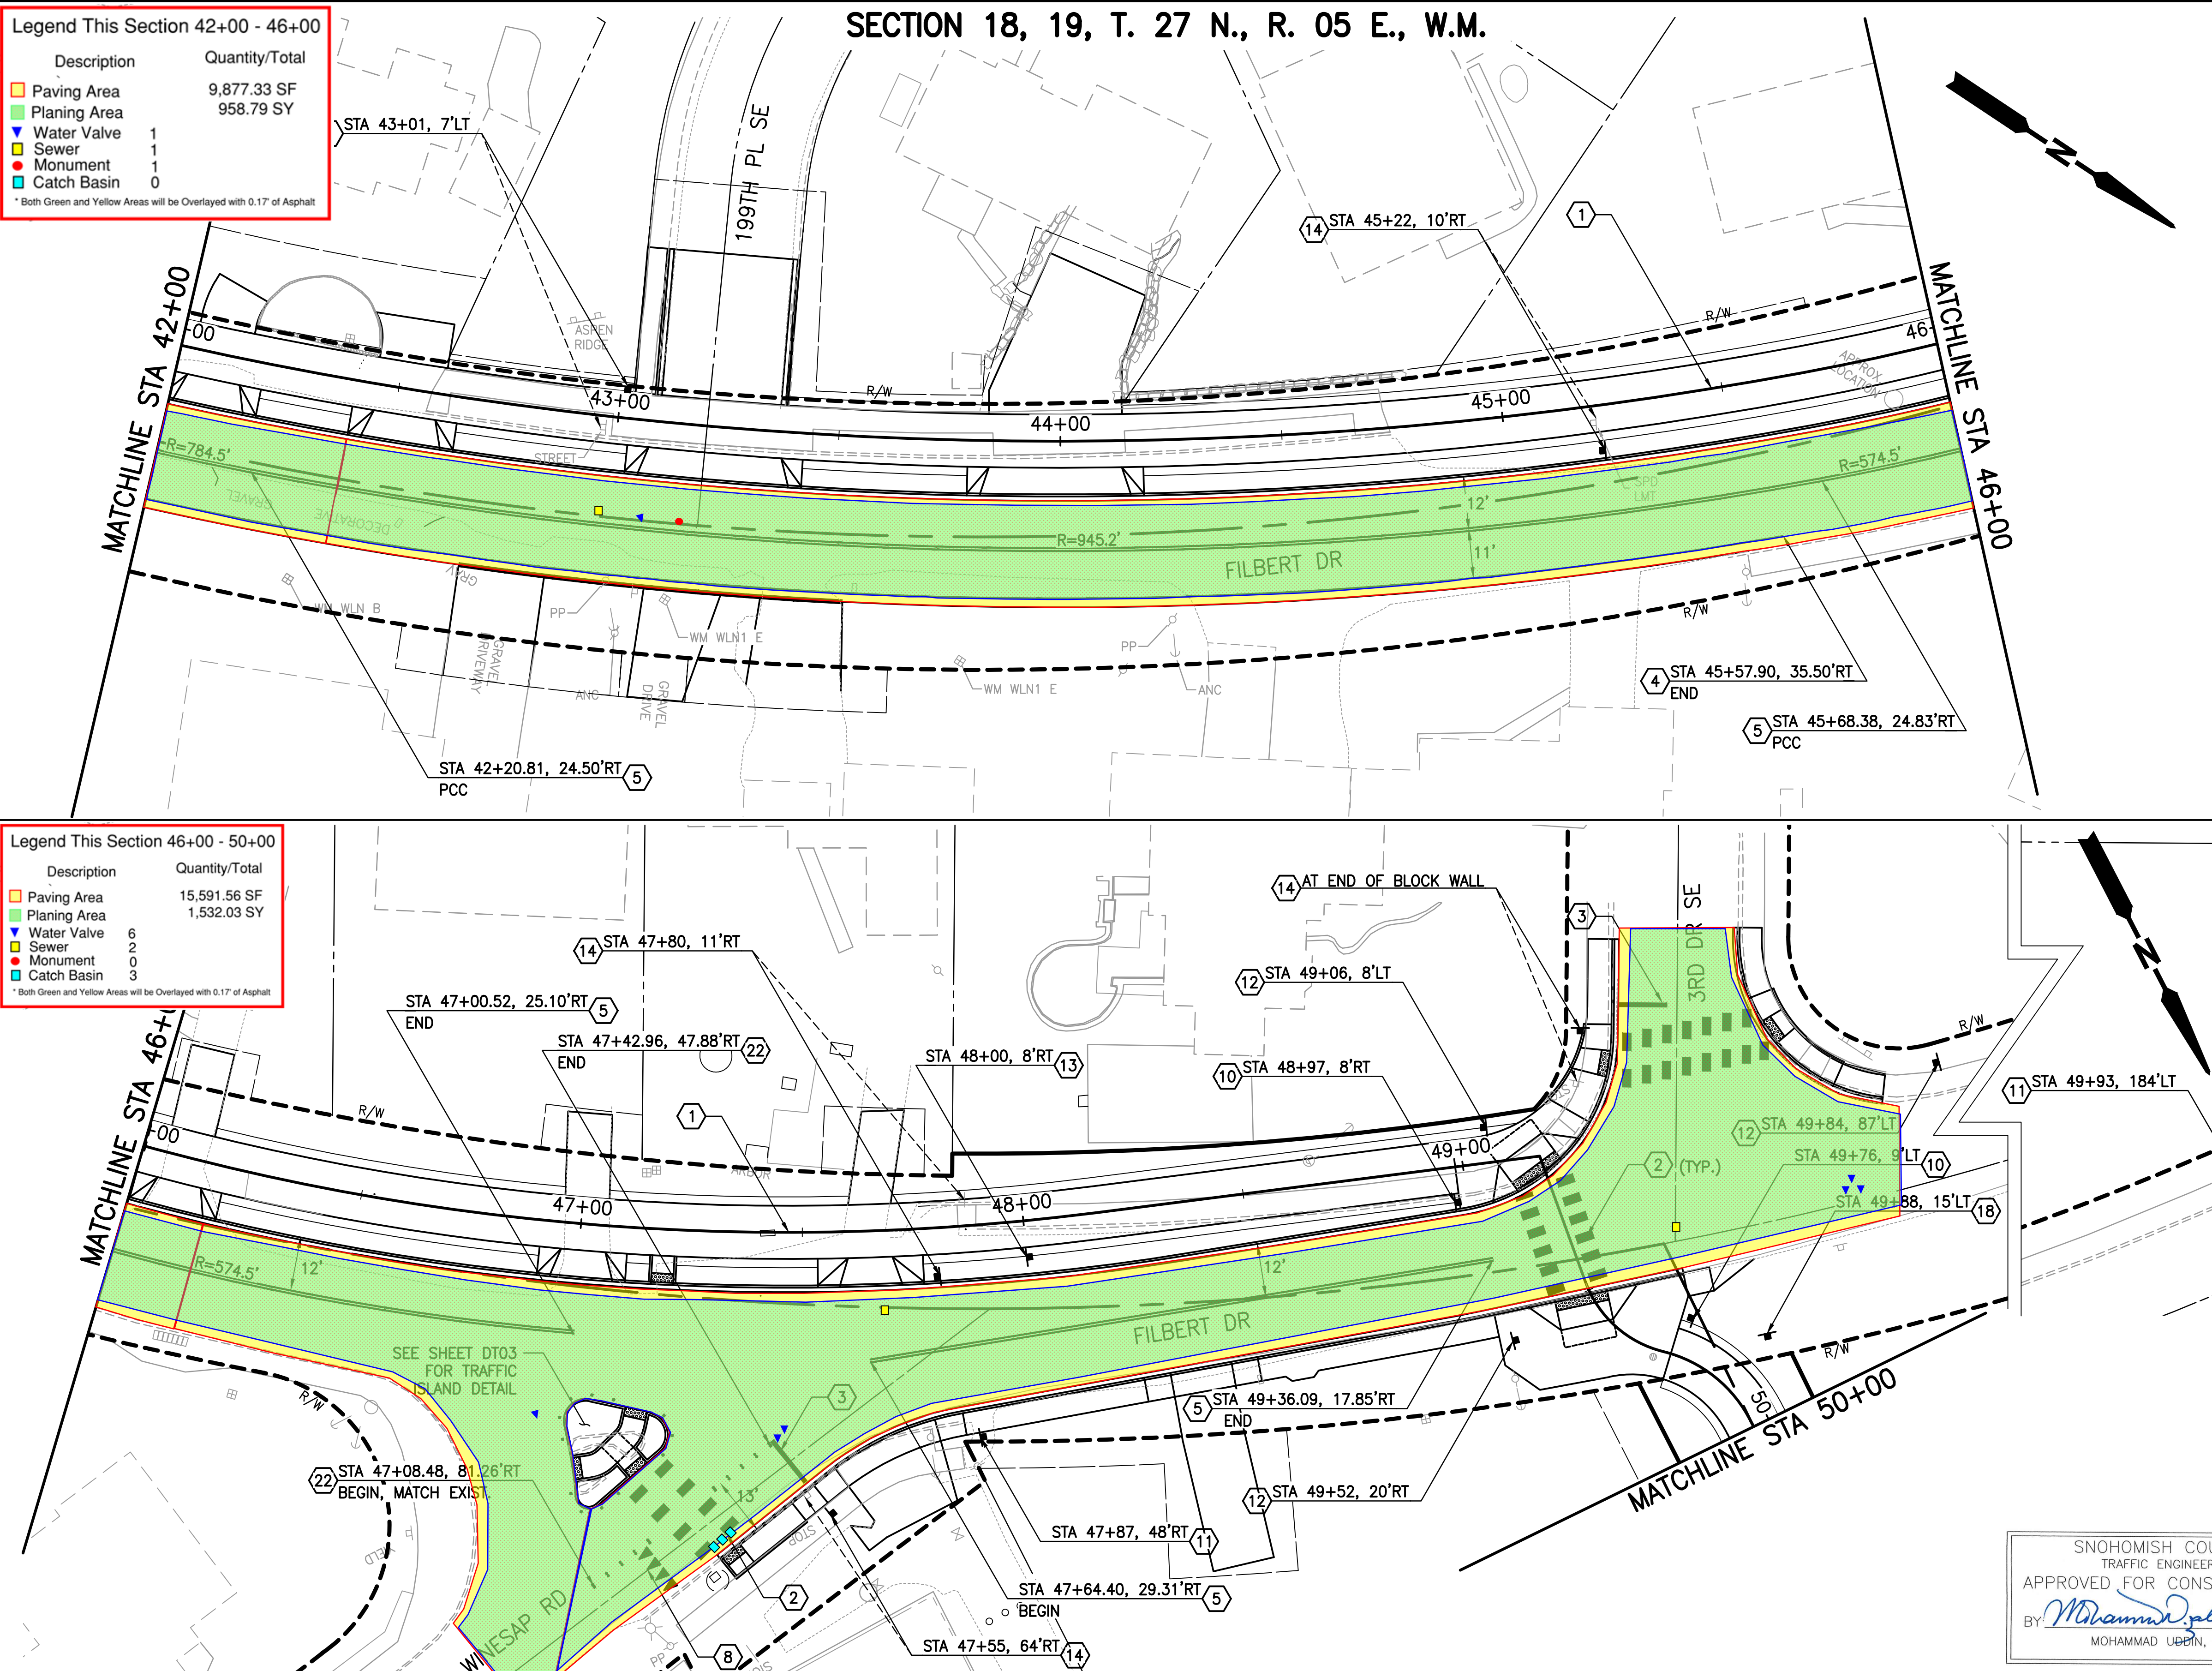 SECTION 18, 19, T. 27 N., R. 05 E., W.M.
Legend This Section 42+00 - 46+00
Description Quantity/Total
Paving Area 9,877.33 SF
Planing Area 958.79 SY
Water Valve 1
Sewer 1
Monument 1
Catch Basin 0
* Both Green and Yellow Areas will be Overlayed with 0.17' of Asphalt
STA 43+01, 7'LT
199TH PL SE
14 STA 45+22, 10'RT
1
N
MATCHLINE STA 42+00
MATCHLINE STA 46+00
+00
ASPEN
RIDGE
R/W
R/W
43+00
44+00
45+00
46
APPROX
LOCATION
STREET
R=784.5'
GRAVEL
DECORATIVE
R=945.2'
R=574.5'
SPD
LMT
12'
11'
FILBERT DR
GRAV
WM WLN B
PP
WM WLN1 E
PP
GRAVEL
DRIVEWAY
ANC
GRAVEL
DRIVE
WM WLN1 E
ANC
R/W
4 STA 45+57.90, 35.50'RT
END
5 STA 45+68.38, 24.83'RT
PCC
STA 42+20.81, 24.50'RT 5
PCC
Legend This Section 46+00 - 50+00
Description Quantity/Total
Paving Area 15,591.56 SF
Planing Area 1,532.03 SY
Water Valve 6
Sewer 2
Monument 0
Catch Basin 3
* Both Green and Yellow Areas will be Overlayed with 0.17' of Asphalt
14 AT END OF BLOCK WALL
3
3RD DR SE
N
14 STA 47+80, 11'RT
12 STA 49+06, 8'LT
STA 47+00.52, 25.10'RT 5
END
STA 47+42.96, 47.88'RT 22
END
STA 48+00, 8'RT 13
10 STA 48+97, 8'RT
R/W
11 STA 49+93, 184'LT
MATCHLINE STA 46+
+00
R/W
1
ARBOR
STOP
12 STA 49+84, 87'LT
2 (TYP.)
STA 49+76, 9'LT 10
STA 49+88, 15'LT 18
47+00
48+00
49+00
R=574.5'
12'
12'
FILBERT DR
SEE SHEET DT03
FOR TRAFFIC
ISLAND DETAIL
3
R/W
5 STA 49+36.09, 17.85'RT
END
R/W
50
MATCHLINE STA 50+00
22 STA 47+08.48, 81.26'RT
BEGIN, MATCH EXIST.
13'
12 STA 49+52, 20'RT
YIELD
STOP
STA 47+87, 48'RT 11
STA 47+64.40, 29.31'RT 5
BEGIN
2
WINESAP RD
PP
8
STA 47+55, 64'RT 14
SNOHOMISH COU
TRAFFIC ENGINEER
APPROVED FOR CONS
BY
MOHAMMAD UDDIN,